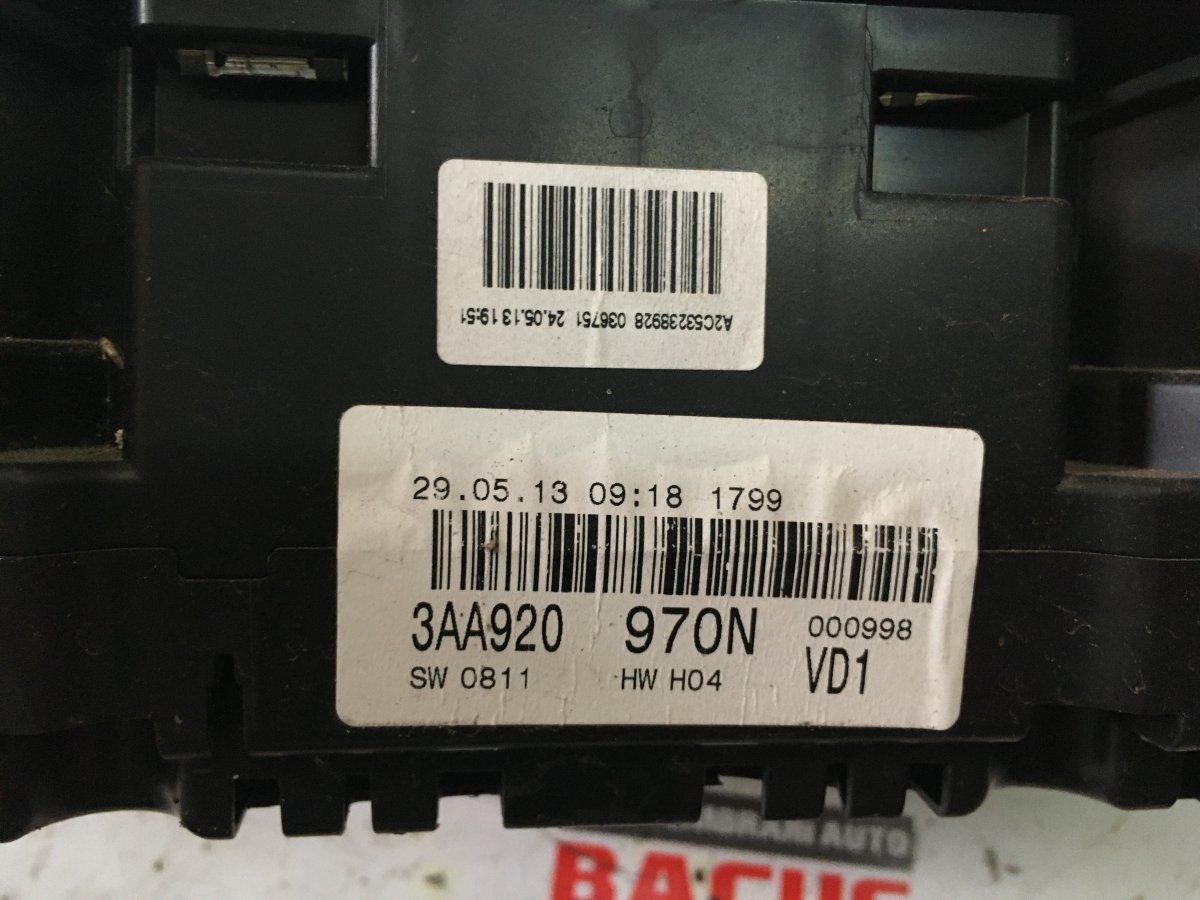 A2C53238928 036751 24.05.13 19:51
29.05.13 09:18 1799
3AA920 970N 000998
SW 0811 HW H04 VD1
AUTO